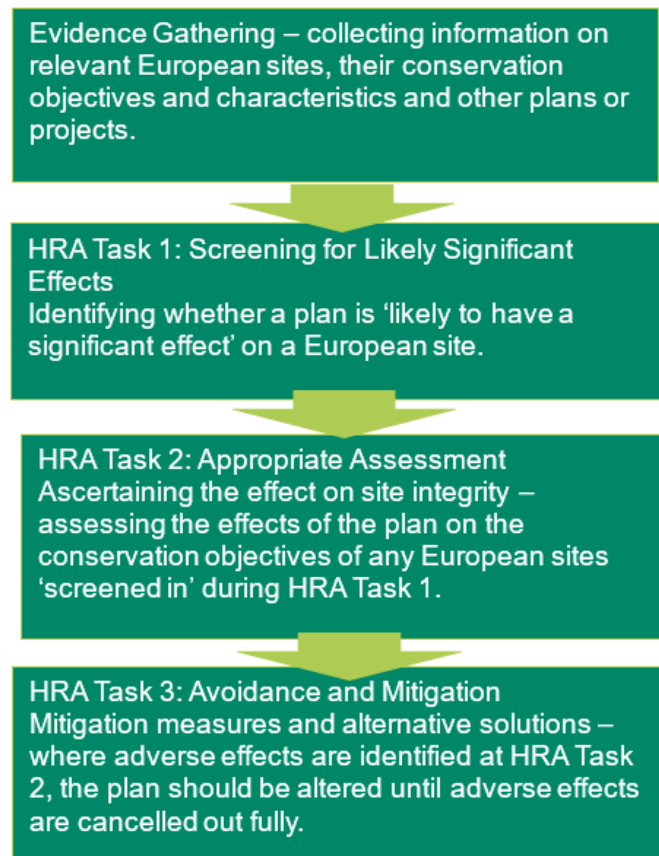 Evidence Gathering – collecting information on
relevant European sites, their conservation
objectives and characteristics and other plans or
projects.
HRA Task 1: Screening for Likely Significant
Effects
Identifying whether a plan is ‘likely to have a
significant effect’ on a European site.
HRA Task 2: Appropriate Assessment
Ascertaining the effect on site integrity –
assessing the effects of the plan on the
conservation objectives of any European sites
‘screened in’ during HRA Task 1.
HRA Task 3: Avoidance and Mitigation
Mitigation measures and alternative solutions –
where adverse effects are identified at HRA Task
2, the plan should be altered until adverse effects
are cancelled out fully.